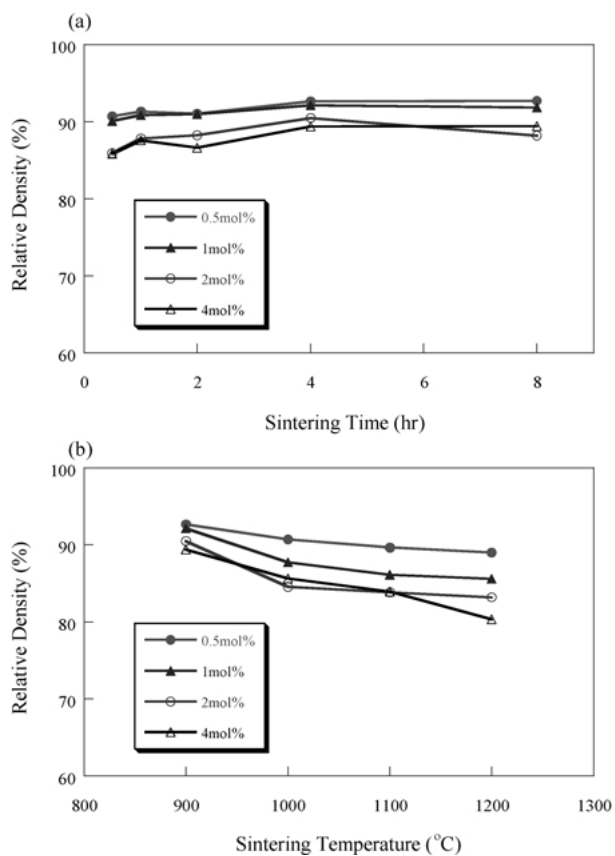 (a)
100
90
80
70
60
Relative Density (%)
0.5mol%
1mol%
2mol%
4mol%
0 2 4 6 8
Sintering Time (hr)
(b)
100
90
80
70
60
Relative Density (%)
0.5mol%
1mol%
2mol%
4mol%
800 900 1000 1100 1200 1300
Sintering Temperature (°C)